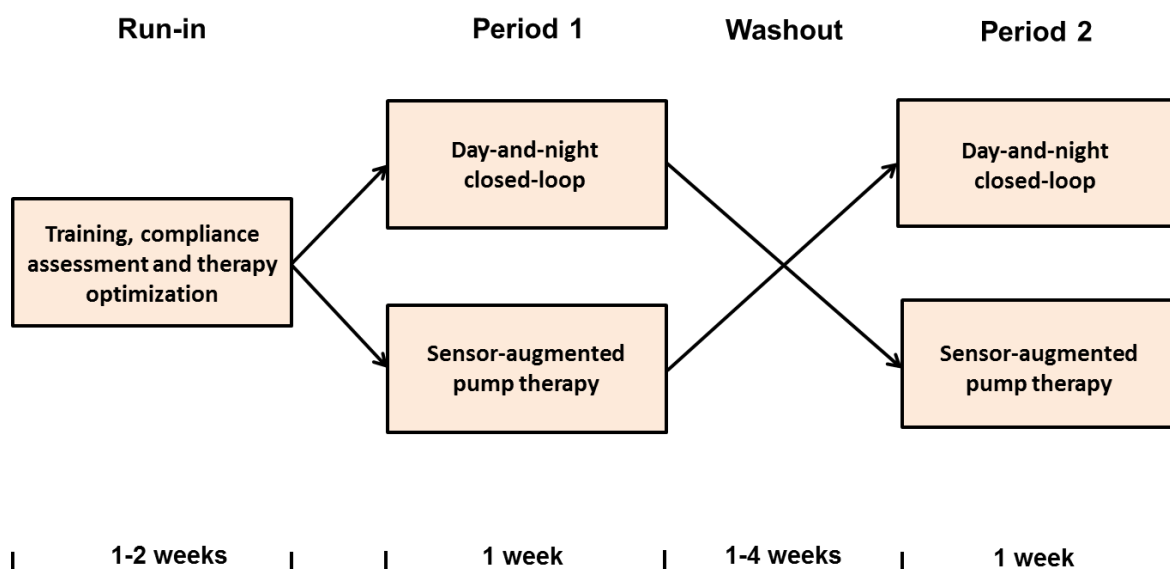 Run-in
Period 1
Washout
Period 2
Training, compliance
assessment and therapy
optimization
Day-and-night
closed-loop
Sensor-augmented
pump therapy
Day-and-night
closed-loop
Sensor-augmented
pump therapy
1-2 weeks
1 week
1-4 weeks
1 week